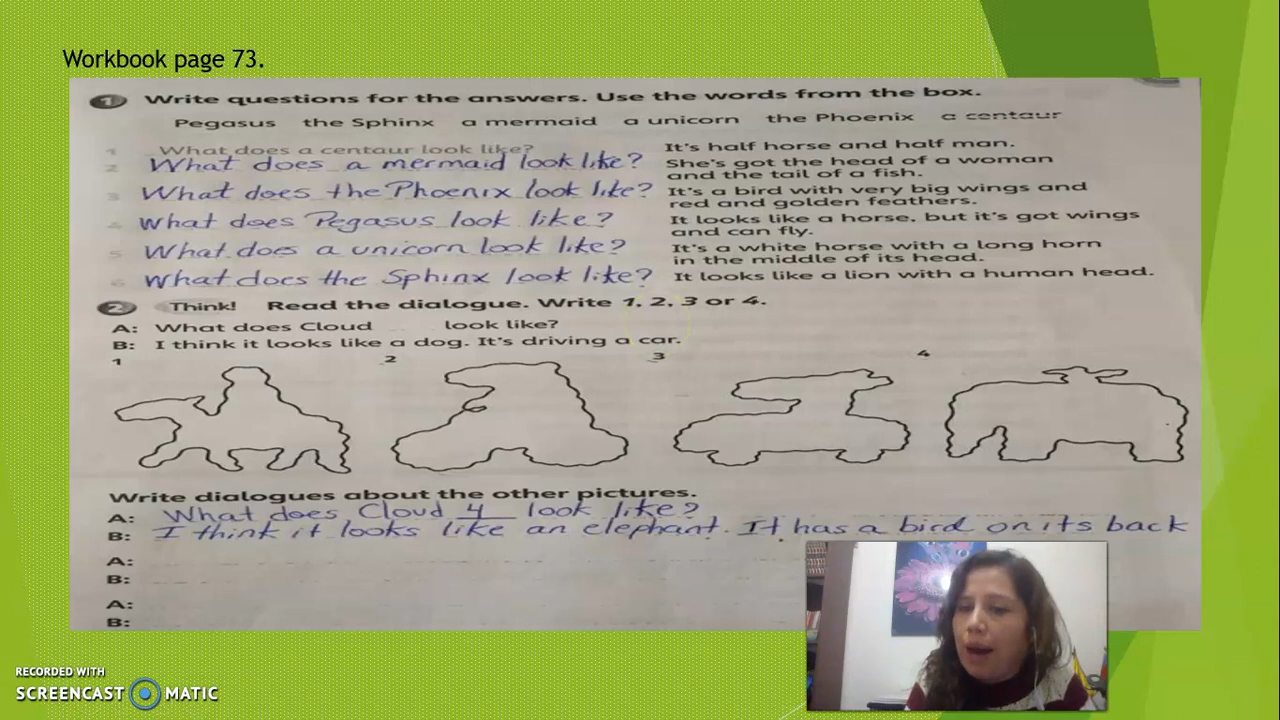 Workbook page 73.
1 Write questions for the answers. Use the words from the box.
Pegasus the Sphinx a mermaid a unicorn the Phoenix a centaur
1 What does a centaur look like? It's half horse and half man.
2 What does a mermaid look like? She's got the head of a woman
and the tail of a fish.
3 What does the Phoenix look like? It's a bird with very big wings and
red and golden feathers.
4 What does Pegasus look like? It looks like a horse, but it's got wings
and can fly.
5 What does a unicorn look like? It's a white horse with a long horn
in the middle of its head.
6 What does the Sphinx look like? It looks like a lion with a human head.
2 Think! Read the dialogue. Write 1, 2, 3 or 4.
A: What does Cloud look like?
B: I think it looks like a dog. It's driving a car.
1 2 3 4
Write dialogues about the other pictures.
A: What does Cloud 4 look like?
B: I think it looks like an elephant. It has a bird on its back
A:
B:
A:
B:
RECORDED WITH
SCREENCAST MATIC